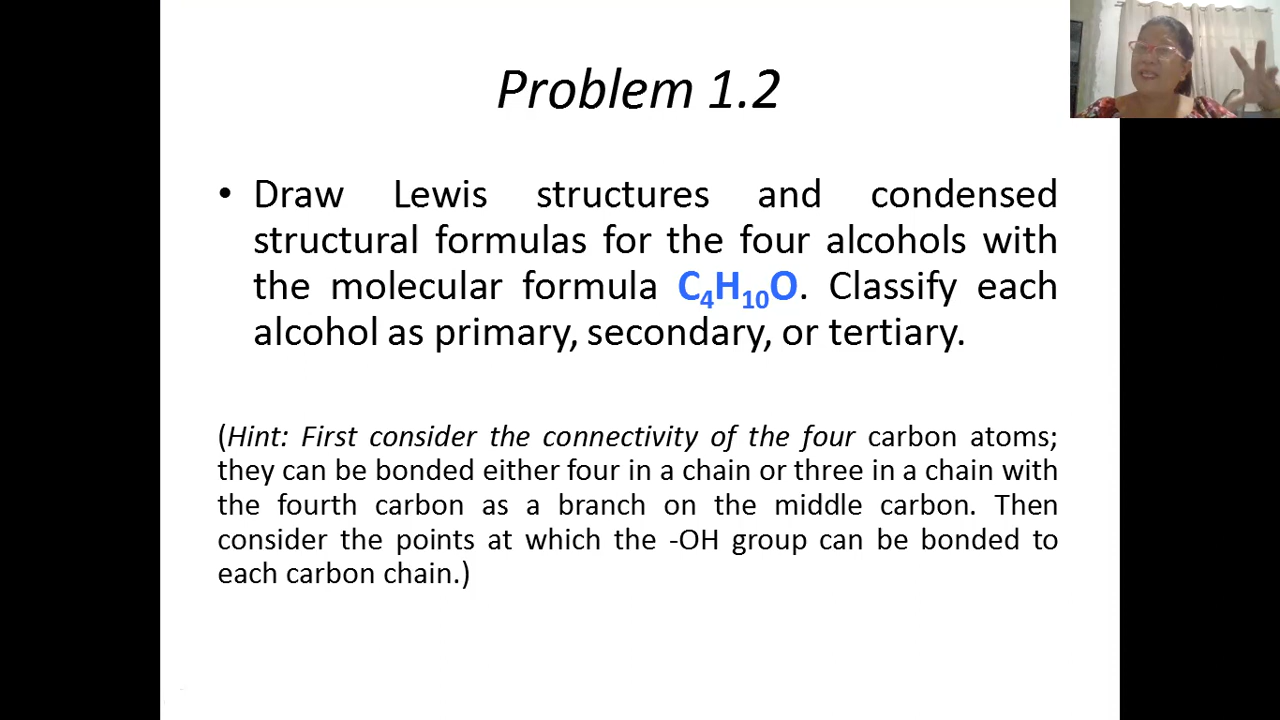 Problem 1.2
• Draw Lewis structures and condensed
structural formulas for the four alcohols with
the molecular formula C₄H₁₀O. Classify each
alcohol as primary, secondary, or tertiary.
(Hint: First consider the connectivity of the four carbon atoms;
they can be bonded either four in a chain or three in a chain with
the fourth carbon as a branch on the middle carbon. Then
consider the points at which the -OH group can be bonded to
each carbon chain.)